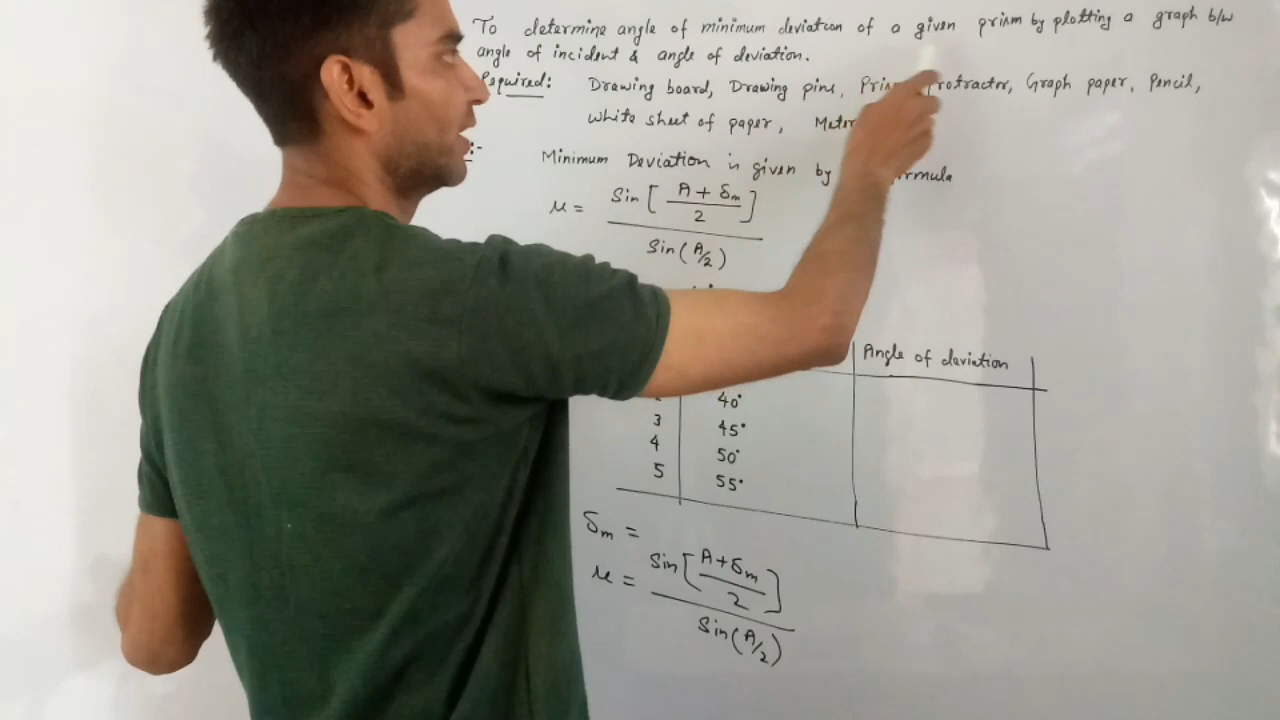 To determine angle of minimum deviation of a given prism by plotting a graph b/w
angle of incident & angle of deviation.
Required: Drawing board, Drawing pins, Protractor, Graph paper, Pencil,
White sheet of paper,
Minimum Deviation is given by formula
μ = Sin[(A + δm)/2] / Sin(A/2)
Angle of deviation
40°
3 45°
4 50°
5 55°
δm =
μ = Sin[(A+δm)/2] / Sin(A/2)